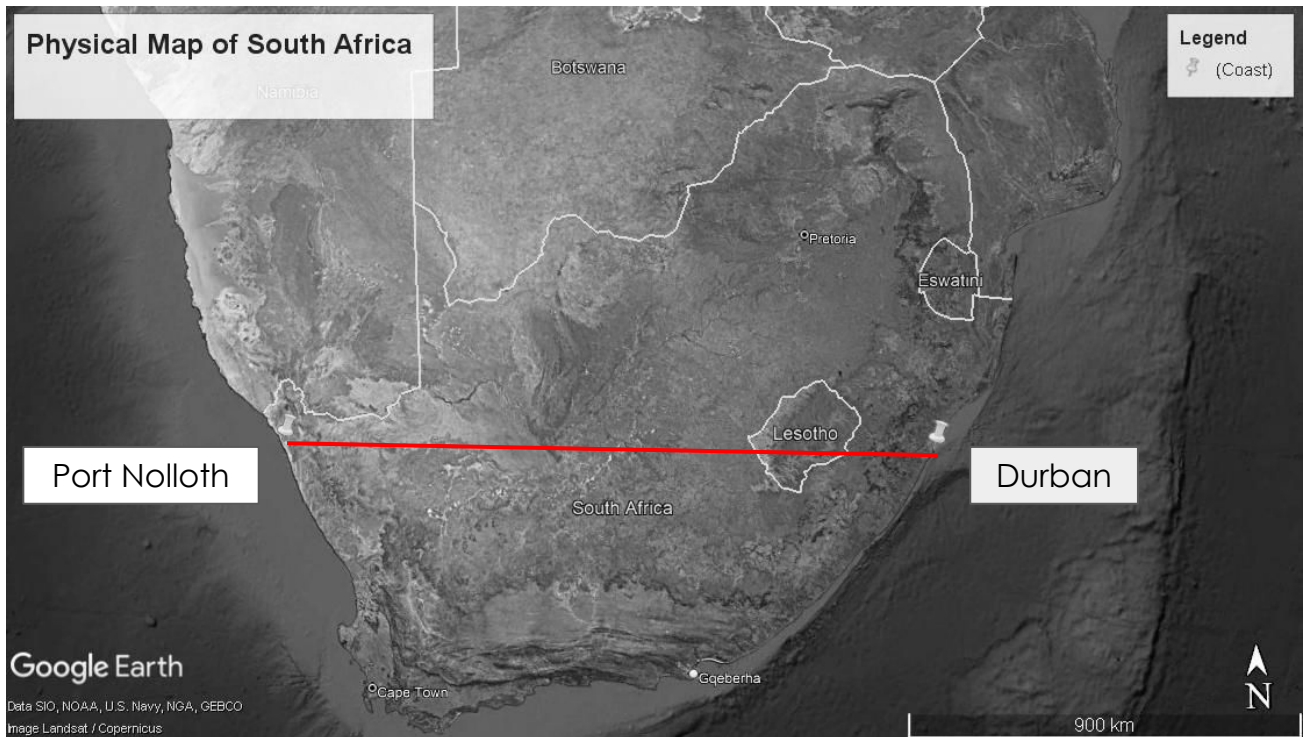 Physical Map of South Africa
Namibia
Botswana
Legend
(Coast)
Pretoria
Eswatini
Lesotho
Port Nolloth
Durban
South Africa
Gqeberha
Cape Town
Google Earth
Data SIO, NOAA, U.S. Navy, NGA, GEBCO
Image Landsat / Copernicus
N
900 km